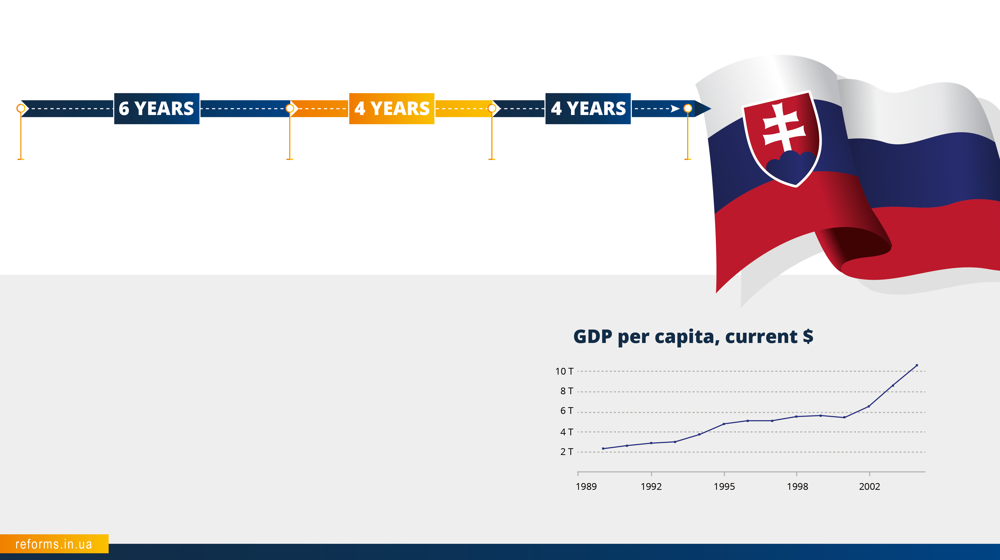 6 YEARS
4 YEARS
4 YEARS
GDP per capita, current $
10 T
8 T
6 T
4 T
2 T
1989 1992 1995 1998 2002
reforms.in.ua